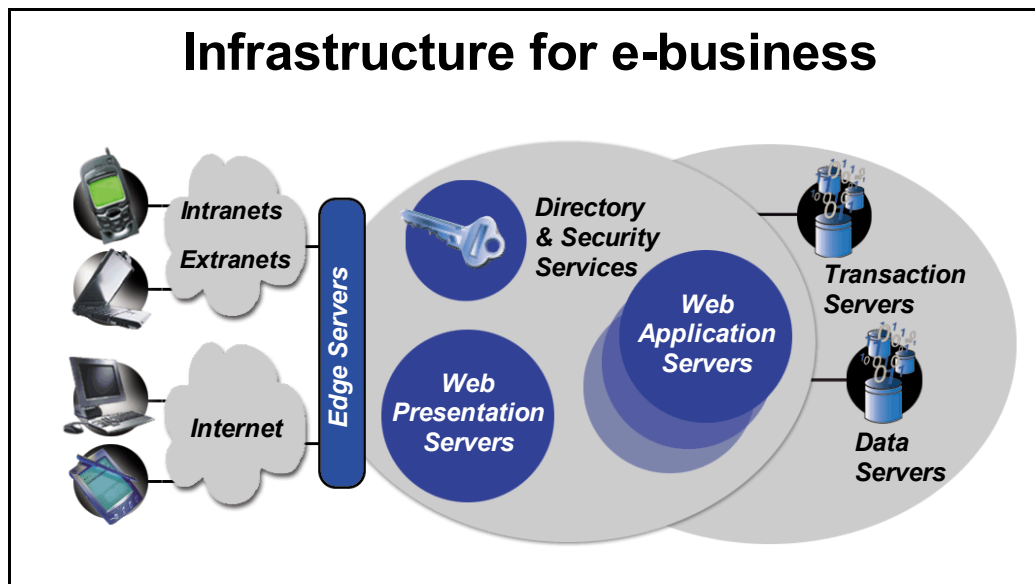 Infrastructure for e-business
Intranets
Extranets
Internet
Edge Servers
Directory
& Security
Services
Web
Presentation
Servers
Web
Application
Servers
Transaction
Servers
Data
Servers